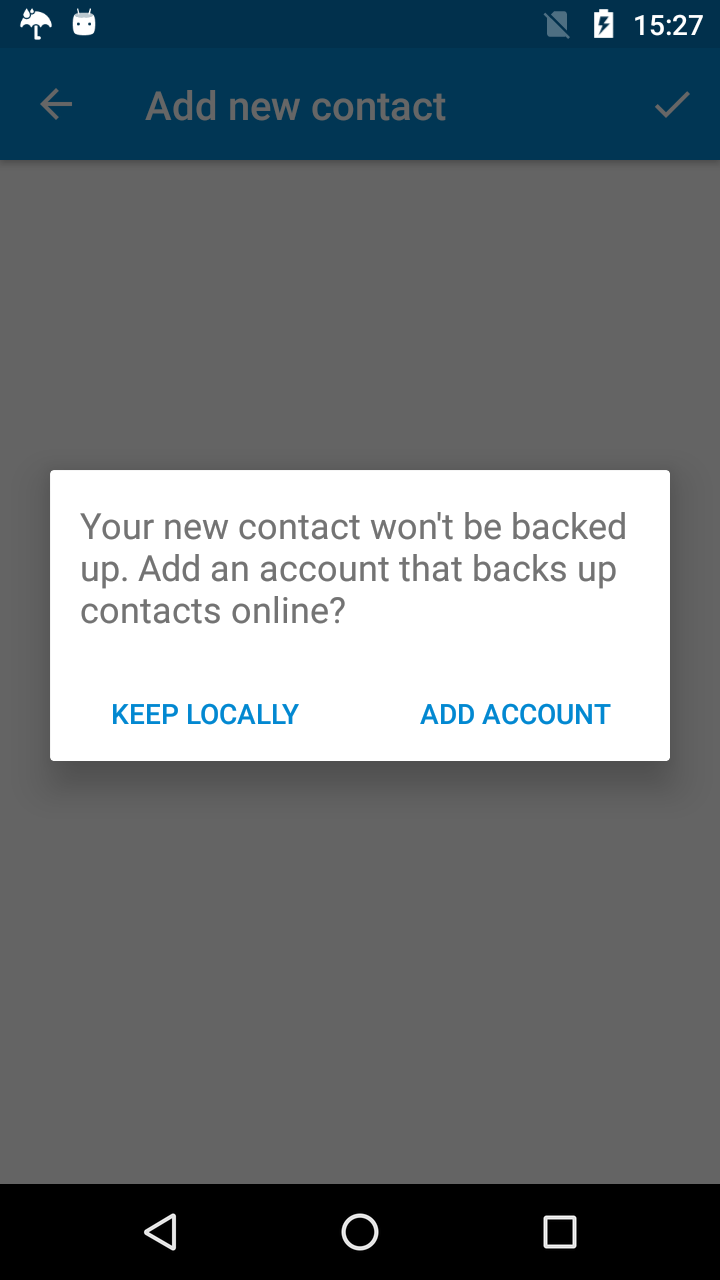 15:27
Add new contact
Your new contact won't be backed
up. Add an account that backs up
contacts online?
KEEP LOCALLY
ADD ACCOUNT